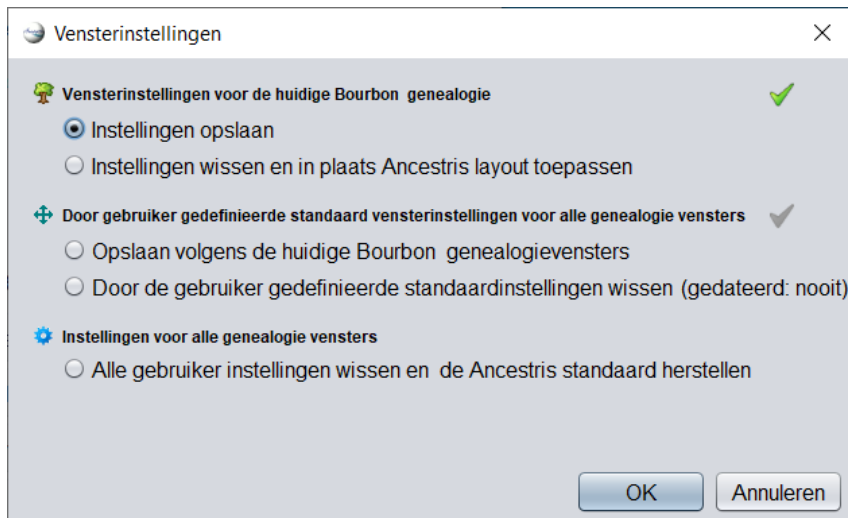 Vensterinstellingen
Vensterinstellingen voor de huidige Bourbon genealogie
Instellingen opslaan
Instellingen wissen en in plaats Ancestris layout toepassen
Door gebruiker gedefinieerde standaard vensterinstellingen voor alle genealogie vensters
Opslaan volgens de huidige Bourbon genealogievensters
Door de gebruiker gedefinieerde standaardinstellingen wissen (gedateerd: nooit)
Instellingen voor alle genealogie vensters
Alle gebruiker instellingen wissen en de Ancestris standaard herstellen
OK Annuleren